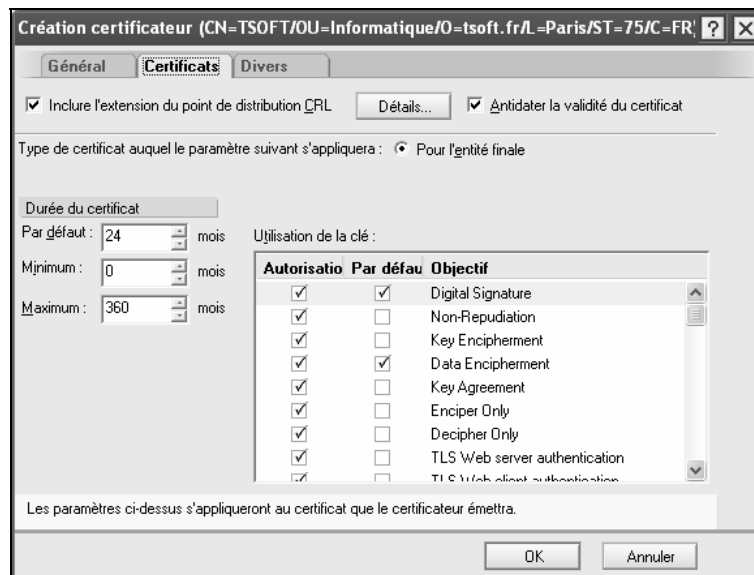 Création certificateur (CN=TSOFT/OU=Informatique/O=tsoft.fr/L=Paris/ST=75/C=FR)
Général Certificats Divers
Inclure l'extension du point de distribution CRL Détails... Antidater la validité du certificat
Type de certificat auquel le paramètre suivant s'appliquera : Pour l'entité finale
Durée du certificat
Par défaut : 24 mois Utilisation de la clé :
Minimum : 0 mois
Maximum : 360 mois
Autorisatio Par défau Objectif
Digital Signature
Non-Repudiation
Key Encipherment
Data Encipherment
Key Agreement
Enciper Only
Decipher Only
TLS Web server authentication
TLS Web client authentication
Les paramètres ci-dessus s'appliqueront au certificat que le certificateur émettra.
OK Annuler